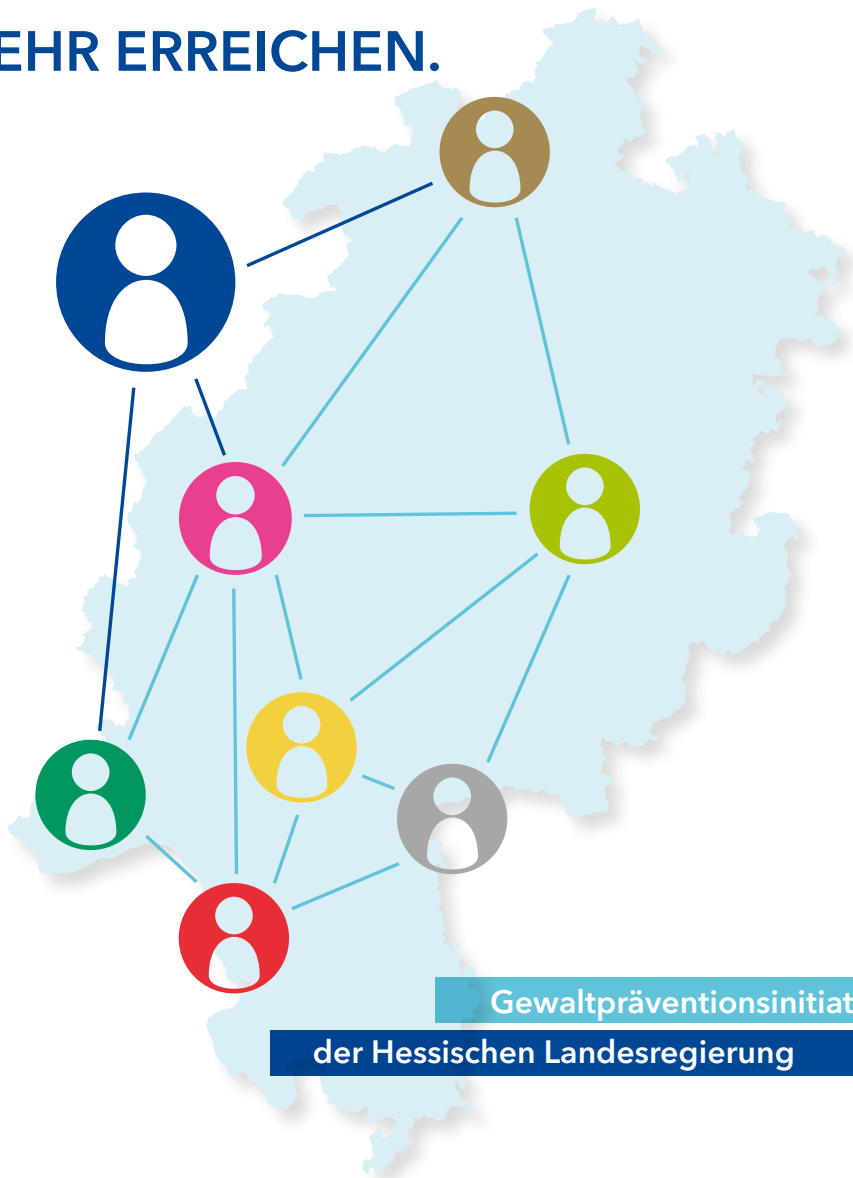 EHR ERREICHEN.
Gewaltpräventionsinitiat
der Hessischen Landesregierung